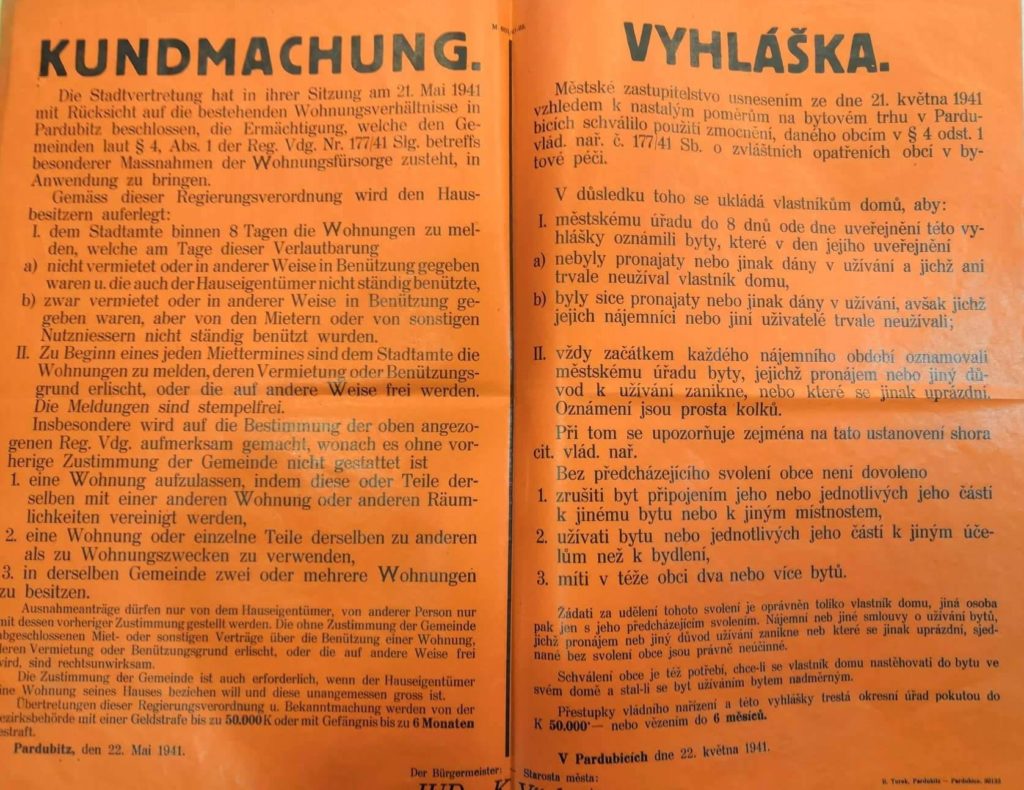 KUNDMACHUNG.
Die Stadtvertretung hat in ihrer Sitzung am 21. Mai 1941
mit Rücksicht auf die bestehenden Wohnungsverhältnisse in
Pardubitz beschlossen, die Ermächtigung, welche den Ge-
meinden laut § 4, Abs. 1 der Reg. Vdg. Nr. 177/41 Slg. betreffs
besonderer Massnahmen der Wohnungsfürsorge zusteht, in
Anwendung zu bringen.
Gemäss dieser Regierungsverordnung wird den Haus-
besitzern auferlegt:
I. dem Stadtamte binnen 8 Tagen die Wohnungen zu mel-
den, welche am Tage dieser Verlautbarung
a) nicht vermietet oder in anderer Weise in Benützung gegeben
waren u. die auch der Hauseigentümer nicht ständig benützte,
b) zwar vermietet oder in anderer Weise in Benützung ge-
geben waren, aber von den Mietern oder von sonstigen
Nutzniessern nicht ständig benützt wurden.
II. Zu Beginn eines jeden Miettermines sind dem Stadtamte die
Wohnungen zu melden, deren Vermietung oder Benützungs-
grund erlischt, oder die auf andere Weise frei werden.
Die Meldungen sind stempelfrei.
Insbesondere wird auf die Bestimmung der oben angezo-
genen Reg. Vdg. aufmerksam gemacht, wonach es ohne vor-
herige Zustimmung der Gemeinde nicht gestattet ist
1. eine Wohnung aufzulassen, indem diese oder Teile der-
selben mit einer anderen Wohnung oder anderen Räum-
lichkeiten vereinigt werden,
2. eine Wohnung oder einzelne Teile derselben zu anderen
als zu Wohnungszwecken zu verwenden,
3. in derselben Gemeinde zwei oder mehrere Wohnungen
zu besitzen.
Ausnahmeanträge dürfen nur von dem Hauseigentümer, von anderer Person nur
mit dessen vorheriger Zustimmung gestellt werden. Die ohne Zustimmung der Gemeinde
abgeschlossenen Miet- oder sonstigen Verträge über die Benützung einer Wohnung,
deren Vermietung oder Benützungsgrund erlischt, oder die auf andere Weise frei
wird, sind rechtsunwirksam.
Die Zustimmung der Gemeinde ist auch erforderlich, wenn der Hauseigentümer
eine Wohnung seines Hauses beziehen will und diese unangemessen gross ist.
Übertretungen dieser Regierungsverordnung u. Bekanntmachung werden von der
Bezirksbehörde mit einer Geldstrafe bis zu 50.000 K oder mit Gefängnis bis zu 6 Monaten
bestraft.
Pardubitz, den 22. Mai 1941.
Der Bürgermeister:
VYHLÁŠKA.
Městské zastupitelstvo usnesením ze dne 21. května 1941
vzhledem k nastalým poměrům na bytovém trhu v Pardu-
bicích schválilo použití zmocnění, daného obcím v § 4 odst. 1
vlád. nař. č. 177/41 Sb. o zvláštních opatřeních obcí v by-
tové péči.
V důsledku toho se ukládá vlastníkům domů, aby:
I. městskému úřadu do 8 dnů ode dne uveřejnění této vy-
hlášky oznámili byty, které v den jejího uveřejnění
a) nebyly pronajaty nebo jinak dány v užívání a jichž ani
trvale neužíval vlastník domu,
b) byly sice pronajaty nebo jinak dány v užívání, avšak jichž
jejich nájemníci nebo jiní uživatelé trvale neužívali;
II. vždy začátkem každého nájemního období oznamovali
městskému úřadu byty, jejichž pronájem nebo jiný dů-
vod k užívání zanikne, nebo které se jinak uprázdní.
Oznámení jsou prosta kolků.
Při tom se upozorňuje zejména na tato ustanovení shora
cit. vlád. nař.
Bez předcházejícího svolení obce není dovoleno
1. zrušiti byt připojením jeho nebo jednotlivých jeho částí
k jinému bytu nebo k jiným místnostem,
2. užívati bytu nebo jednotlivých jeho částí k jiným úče-
lům než k bydlení,
3. míti v téže obci dva nebo více bytů.
Žádati za udělení tohoto svolení je oprávněn toliko vlastník domu, jiná osoba
pak jen s jeho předcházejícím svolením. Nájemní neb jiné smlouvy o užívání bytů,
jichž pronájem neb jiný důvod užívání zanikne neb které se jinak uprázdní, sjed-
nané bez svolení obce jsou právně neúčinné.
Schválení obce je též potřebí, chce-li se vlastník domu nastěhovati do bytu ve
svém domě a stal-li se byt užíváním bytem nadměrným.
Přestupky vládního nařízení a této vyhlášky trestá okresní úřad pokutou do
K 50.000·— nebo vězením do 6 měsíců.
V Pardubicích dne 22. května 1941.
Starosta města: